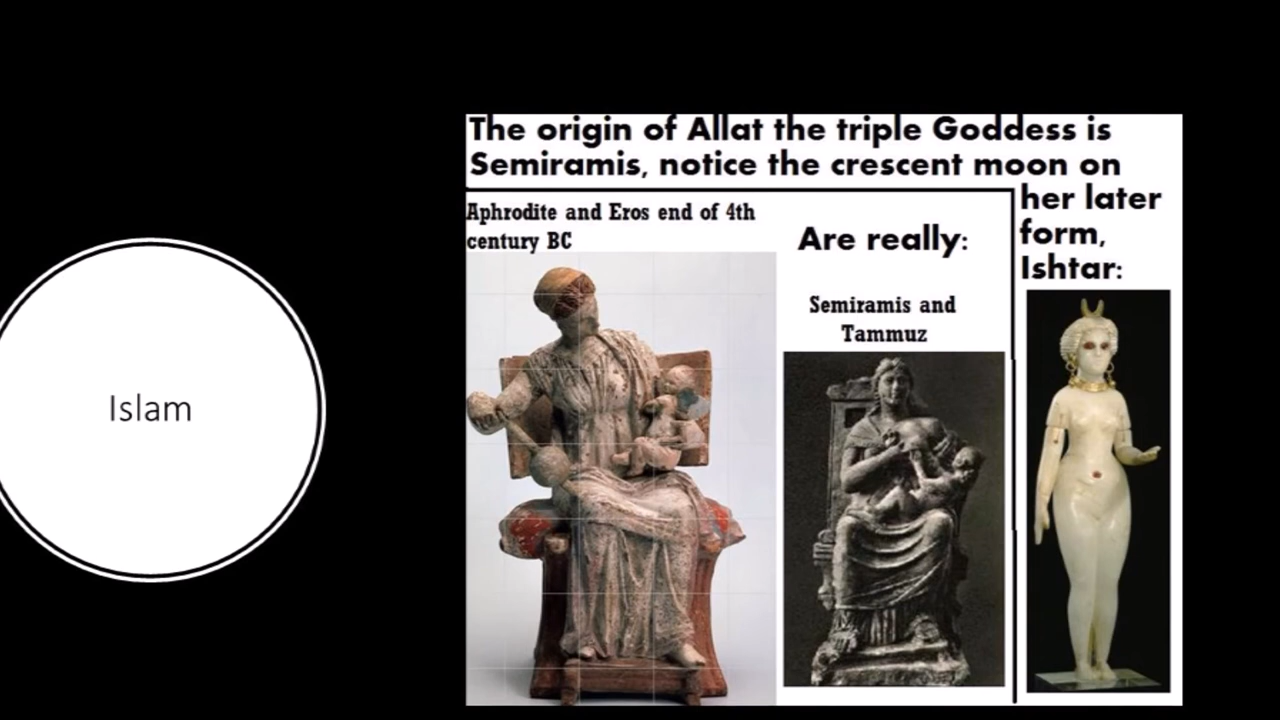 Islam
The origin of Allat the triple Goddess is
Semiramis, notice the crescent moon on
her later
form,
Ishtar:
Aphrodite and Eros end of 4th
century BC
Are really:
Semiramis and
Tammuz